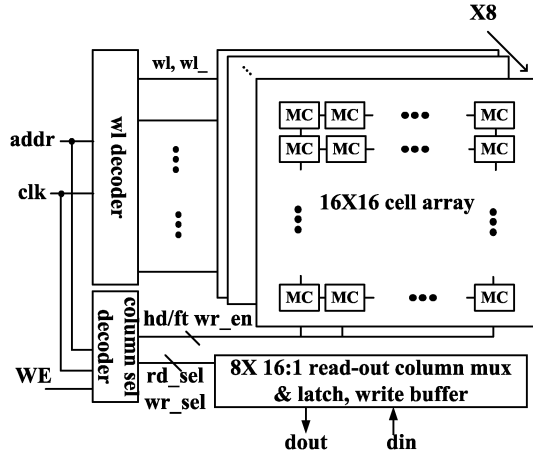 X8
wl, wl_
MC MC MC
addr
MC MC MC
wl decoder
clk
16X16 cell array
MC MC MC
column sel
decoder
hd/ft wr_en
WE
rd_sel
wr_sel
8X 16:1 read-out column mux
& latch, write buffer
dout
din